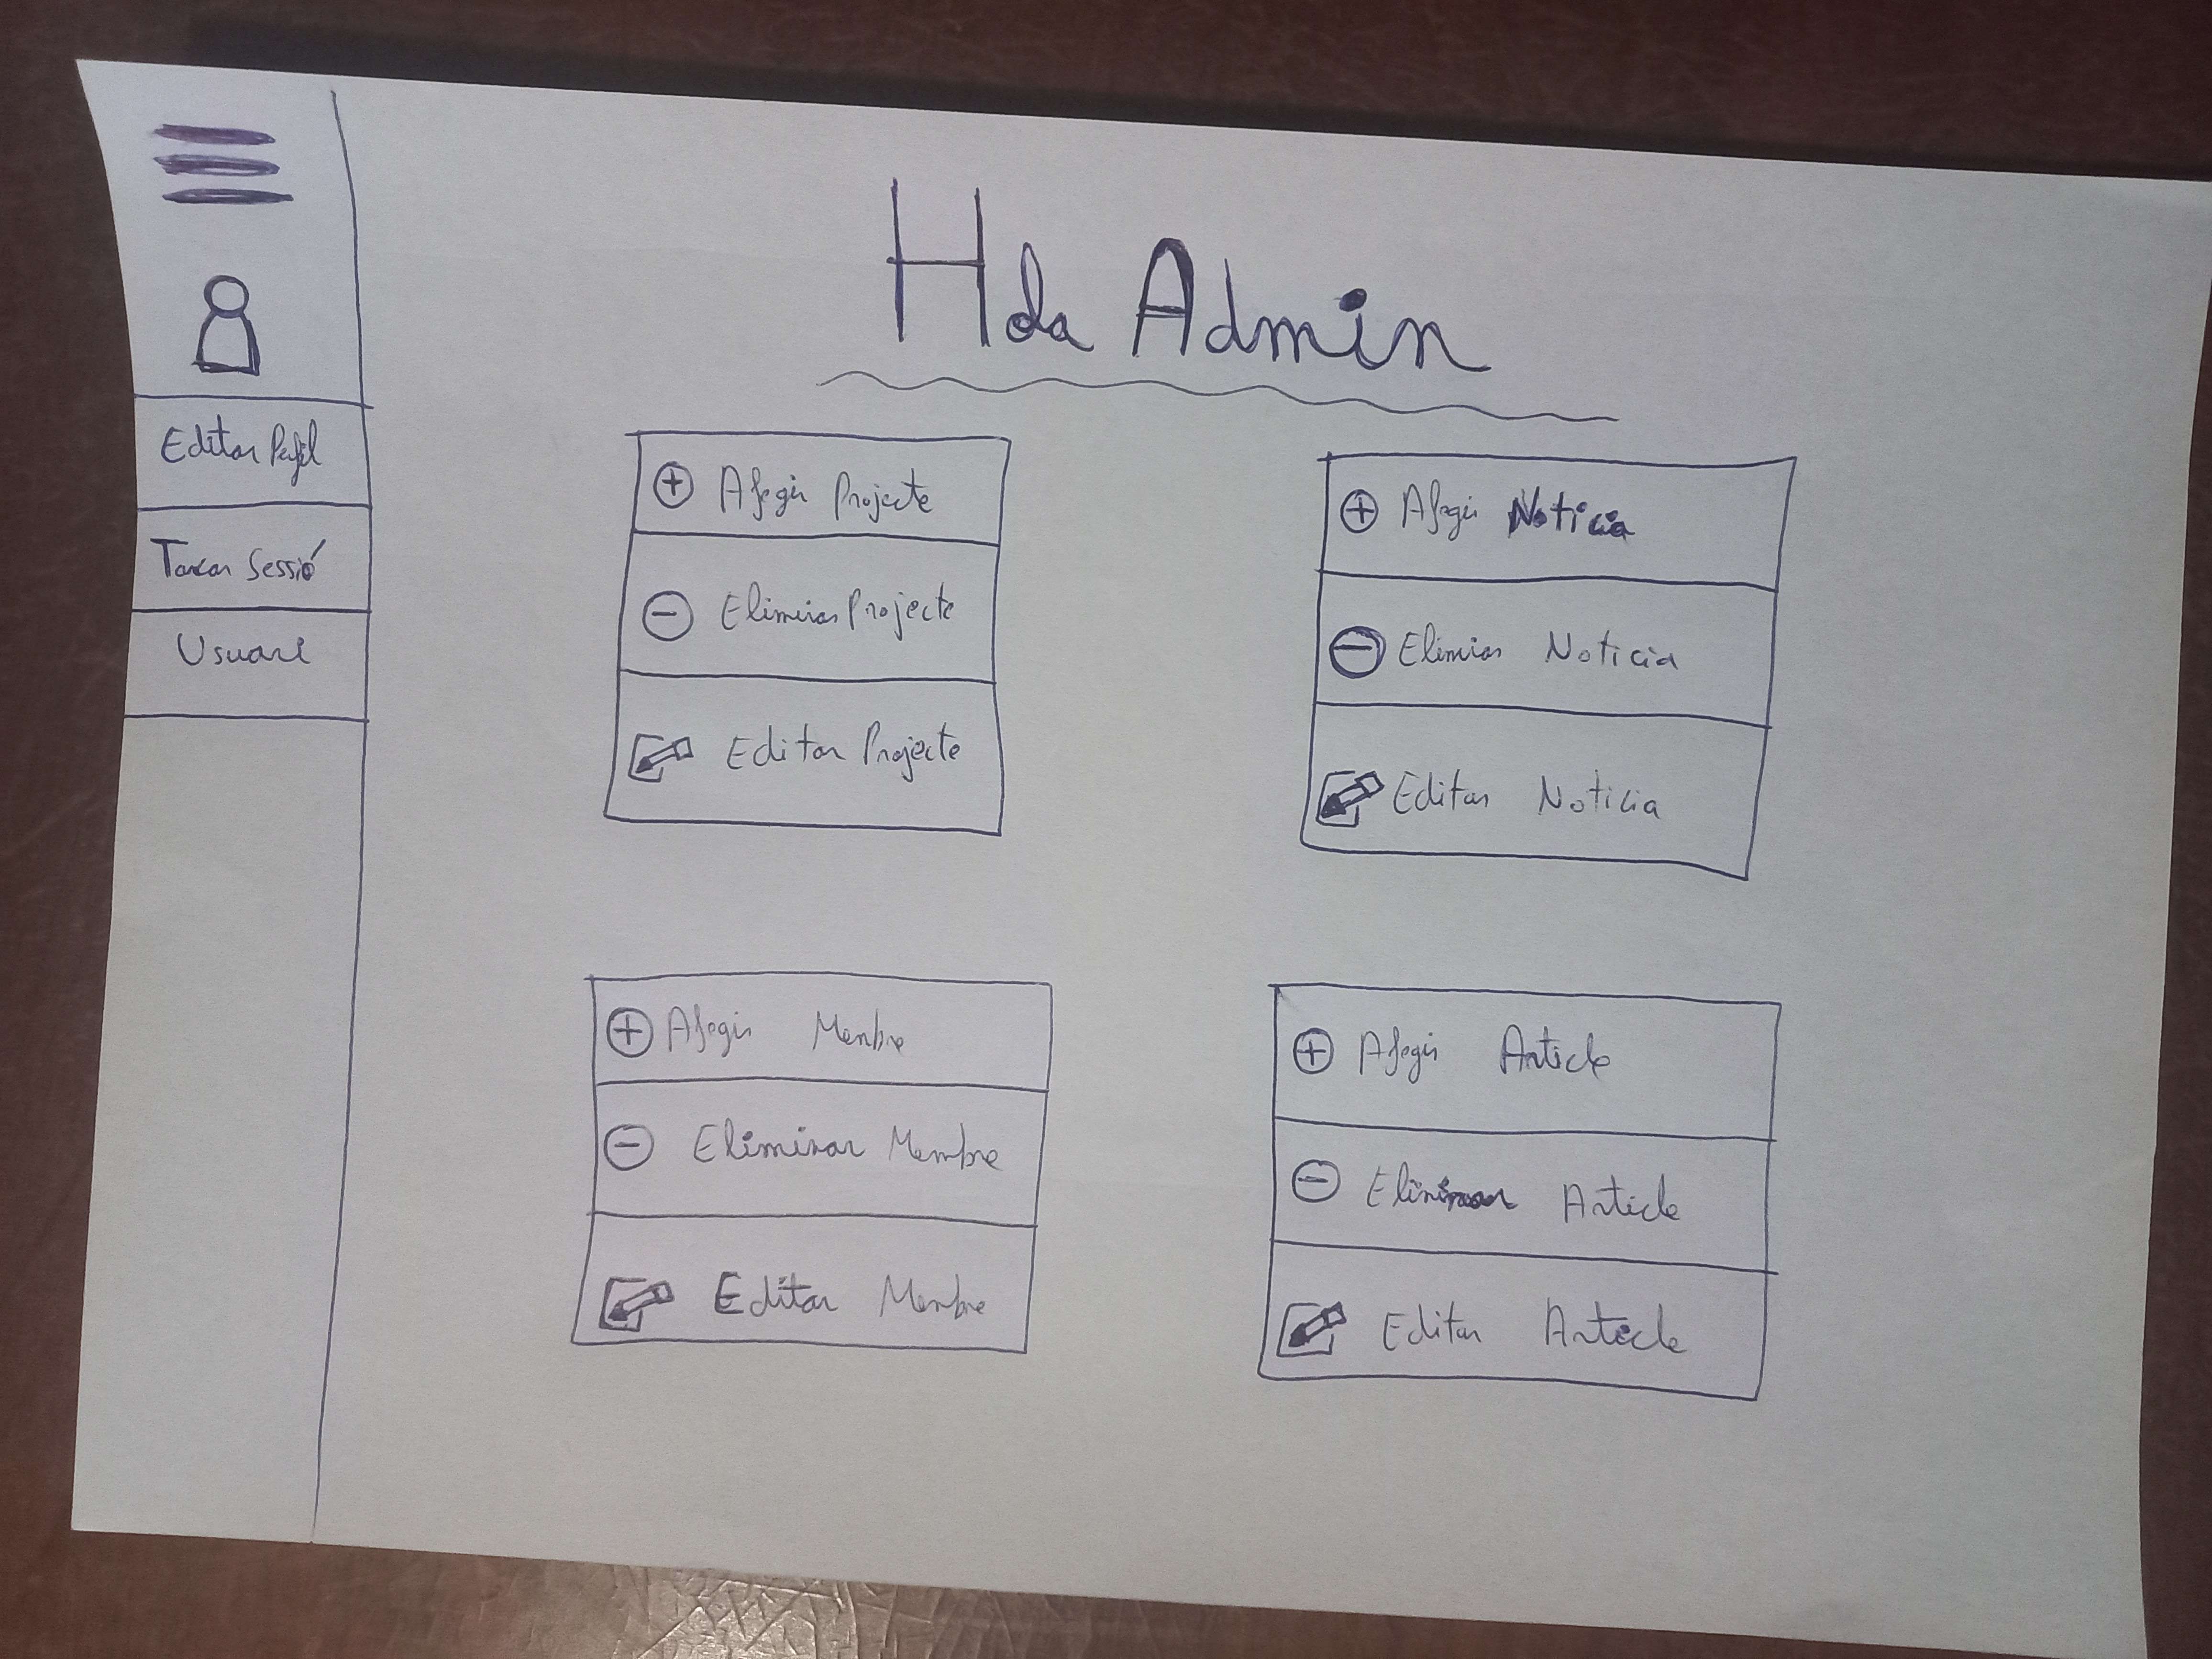 Hola Admin
Editar Perfil
Tancar Sessió
Usuari
Afegir Projecte
Eliminar Projecte
Editar Projecte
Afegir Noticia
Eliminar Noticia
Editar Noticia
Afegir Membre
Eliminar Membre
Editar Membre
Afegir Article
Eliminar Article
Editar Article